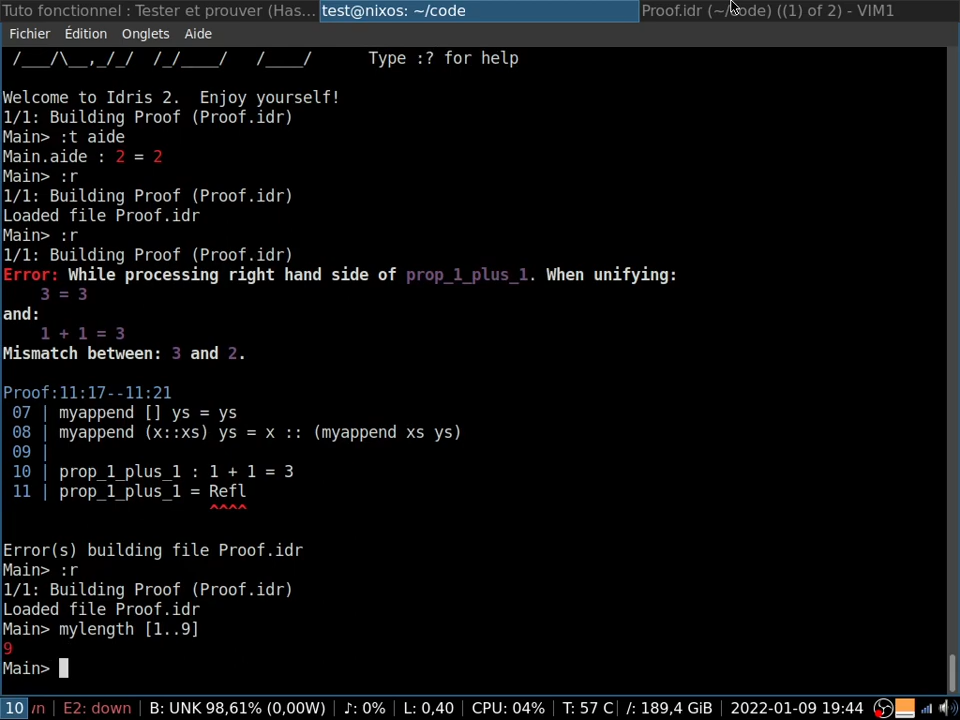 Tuto fonctionnel : Tester et prouver (Has... test@nixos: ~/code Proof.idr (~/code) ((1) of 2) - VIM1
Fichier Édition Onglets Aide
/___/\__,_/_/ /_/____/ /____/ Type :? for help
Welcome to Idris 2. Enjoy yourself!
1/1: Building Proof (Proof.idr)
Main> :t aide
Main.aide : 2 = 2
Main> :r
1/1: Building Proof (Proof.idr)
Loaded file Proof.idr
Main> :r
1/1: Building Proof (Proof.idr)
Error: While processing right hand side of prop_1_plus_1. When unifying:
    3 = 3
and:
    1 + 1 = 3
Mismatch between: 3 and 2.
Proof:11:17--11:21
 07 | myappend [] ys = ys
 08 | myappend (x::xs) ys = x :: (myappend xs ys)
 09 |
 10 | prop_1_plus_1 : 1 + 1 = 3
 11 | prop_1_plus_1 = Refl
                      ^^^^
Error(s) building file Proof.idr
Main> :r
1/1: Building Proof (Proof.idr)
Loaded file Proof.idr
Main> mylength [1..9]
9
Main>
10 wn | E2: down | B: UNK 98,61% (0,00W) | ♪: 0% | L: 0,40 | CPU: 04% | T: 57 C | /: 189,4 GiB | 2022-01-09 19:44